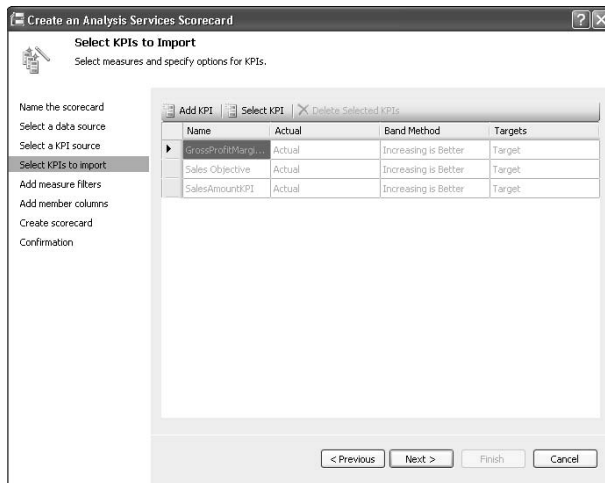 Create an Analysis Services Scorecard
Select KPIs to Import
Select measures and specify options for KPIs.
Name the scorecard
Select a data source
Select a KPI source
Select KPIs to import
Add measure filters
Add member columns
Create scorecard
Confirmation
Add KPI Select KPI Delete Selected KPIs
Name Actual Band Method Targets
GrossProfitMargi... Actual Increasing is Better Target
Sales Objective Actual Increasing is Better Target
SalesAmountKPI Actual Increasing is Better Target
< Previous Next > Finish Cancel